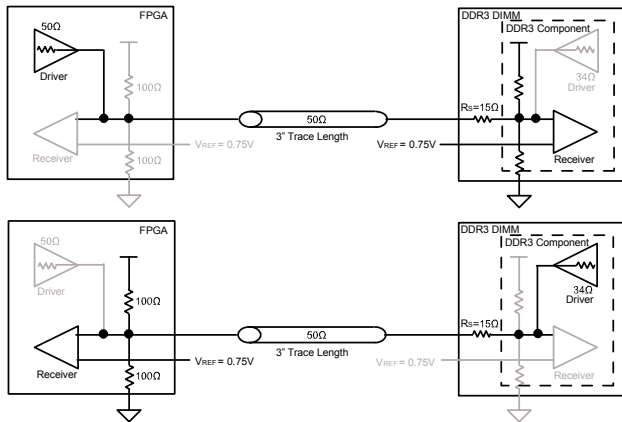 FPGA
50Ω
Driver
100Ω
Receiver
100Ω
VREF = 0.75V
50Ω
3" Trace Length
DDR3 DIMM
DDR3 Component
34Ω
Driver
RS=15Ω
VREF = 0.75V
Receiver
FPGA
50Ω
Driver
100Ω
Receiver
100Ω
VREF = 0.75V
50Ω
3" Trace Length
DDR3 DIMM
DDR3 Component
34Ω
Driver
RS=15Ω
VREF = 0.75V
Receiver